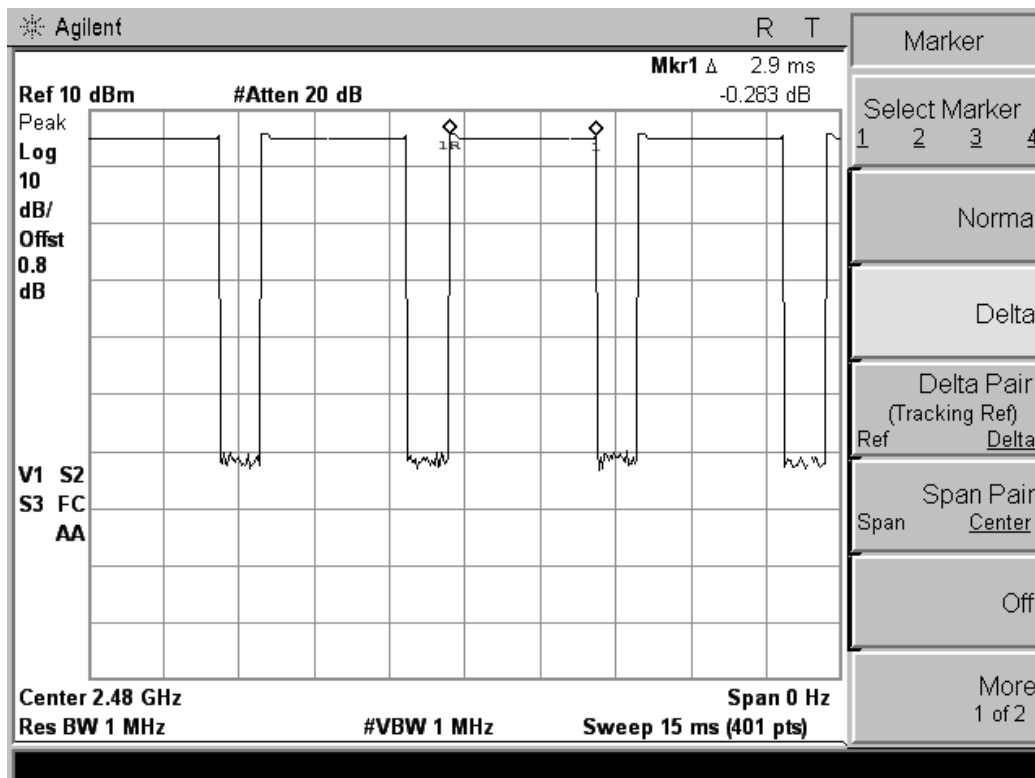 Agilent R T
Mkr1 Δ 2.9 ms
Ref 10 dBm #Atten 20 dB -0.283 dB
Peak
Log
10
dB/
Offst
0.8
dB
1R
1
V1 S2
S3 FC
AA
Center 2.48 GHz Span 0 Hz
Res BW 1 MHz #VBW 1 MHz Sweep 15 ms (401 pts)
Marker
Select Marker
1 2 3 4
Norma
Delta
Delta Pair
(Tracking Ref)
Ref Delta
Span Pair
Span Center
Off
More
1 of 2